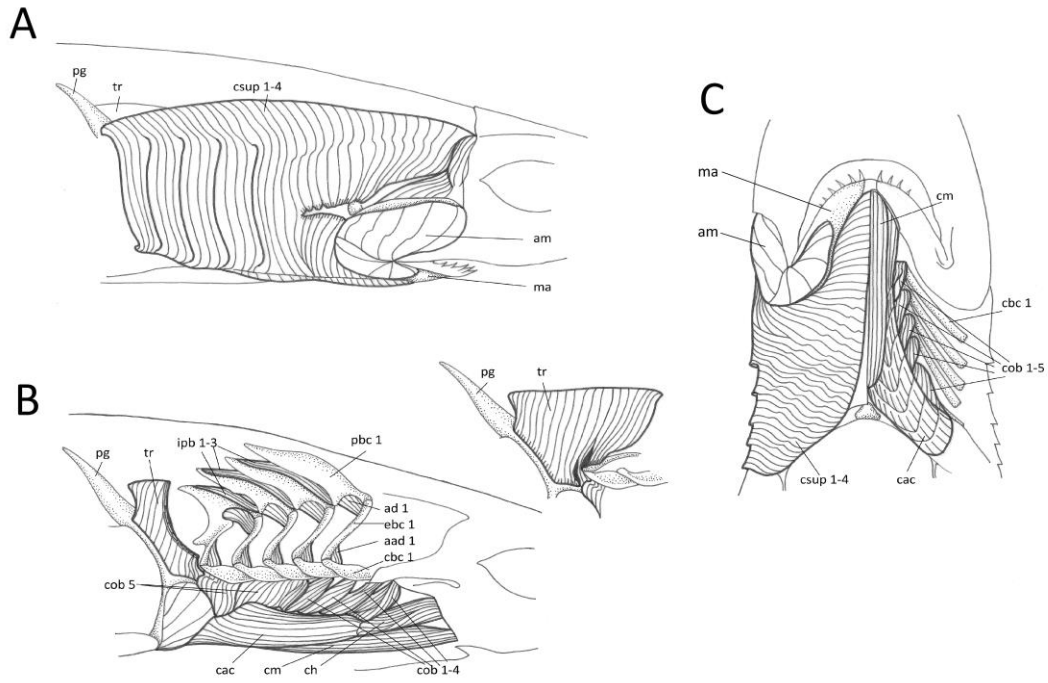 A
pg
tr
csup 1-4
am
ma
B
pg
tr
ipb 1-3
pbc 1
ad 1
ebc 1
aad 1
cbc 1
cob 5
cac
cm
ch
cob 1-4
pg
tr
C
ma
am
cm
cbc 1
cob 1-5
csup 1-4
cac